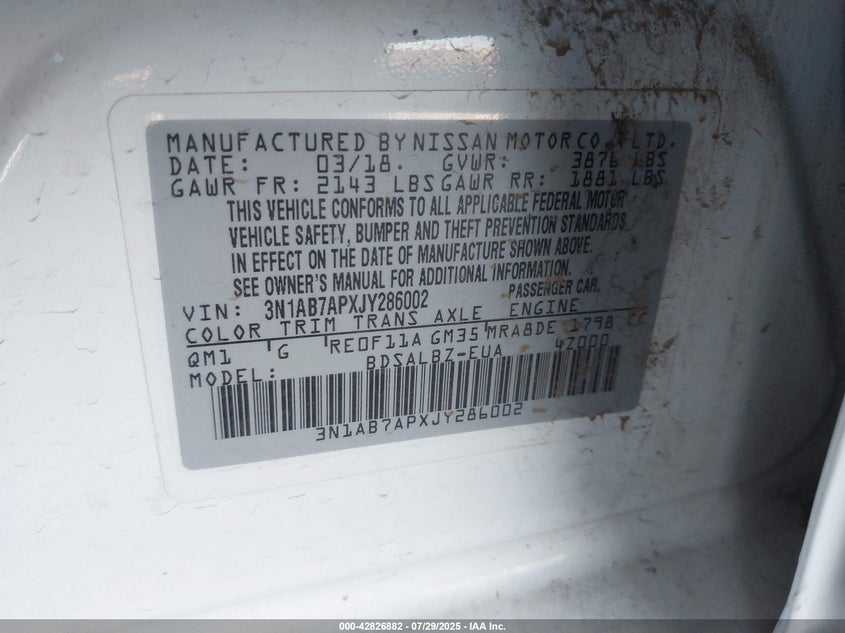 MANUFACTURED BY NISSAN MOTOR CO., LTD.
DATE: 03/18. GVWR: 3876 LBS
GAWR FR: 2143 LBS GAWR RR: 1881 LBS
THIS VEHICLE CONFORMS TO ALL APPLICABLE FEDERAL MOTOR
VEHICLE SAFETY, BUMPER AND THEFT PREVENTION STANDARDS
IN EFFECT ON THE DATE OF MANUFACTURE SHOWN ABOVE.
SEE OWNER'S MANUAL FOR ADDITIONAL INFORMATION.
VIN: 3N1AB7APXJY286002 PASSENGER CAR.
COLOR TRIM TRANS AXLE ENGINE
QM1 G RE0F11A GM35 MRA8DE 1798 CC
MODEL: BDSALBZ-EUA 4Z000
3N1AB7APXJY286002
000-42826882 / 07/29/2025 - IAA Inc.